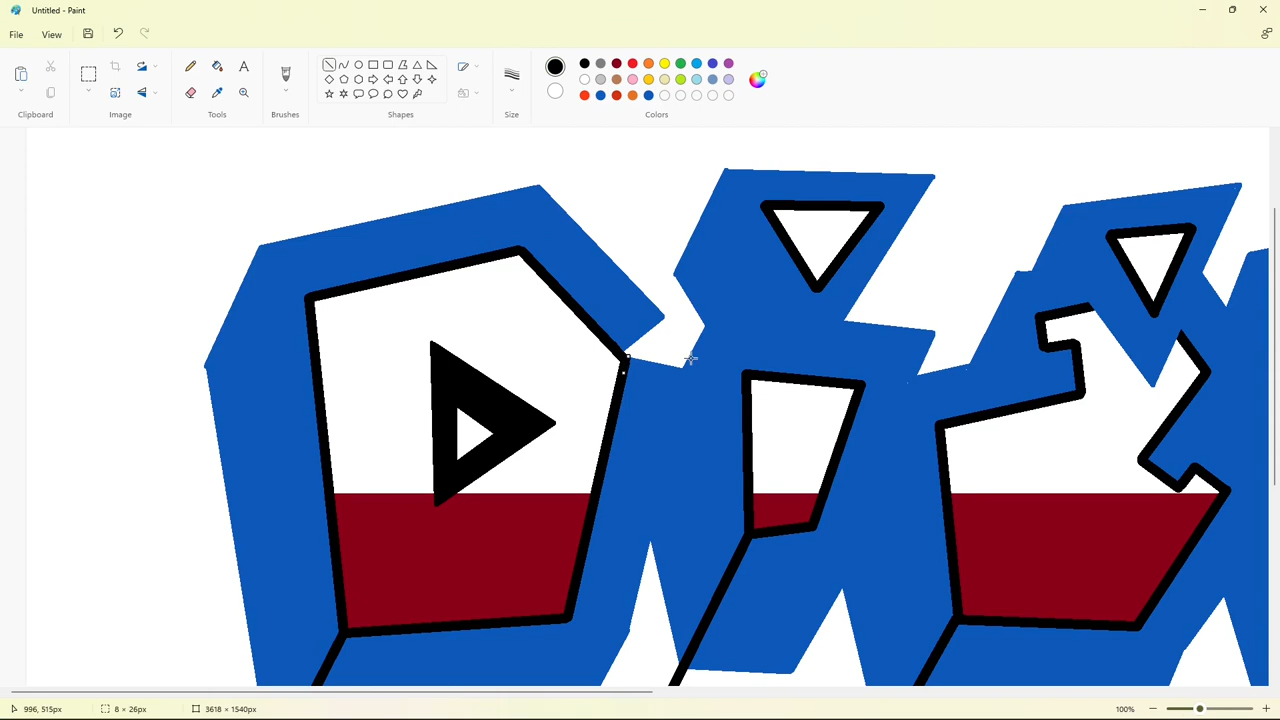 Untitled - Paint
File View
Clipboard Image Tools Brushes Shapes Size Colors
996, 515px 8 × 26px 3618 × 1540px 100%